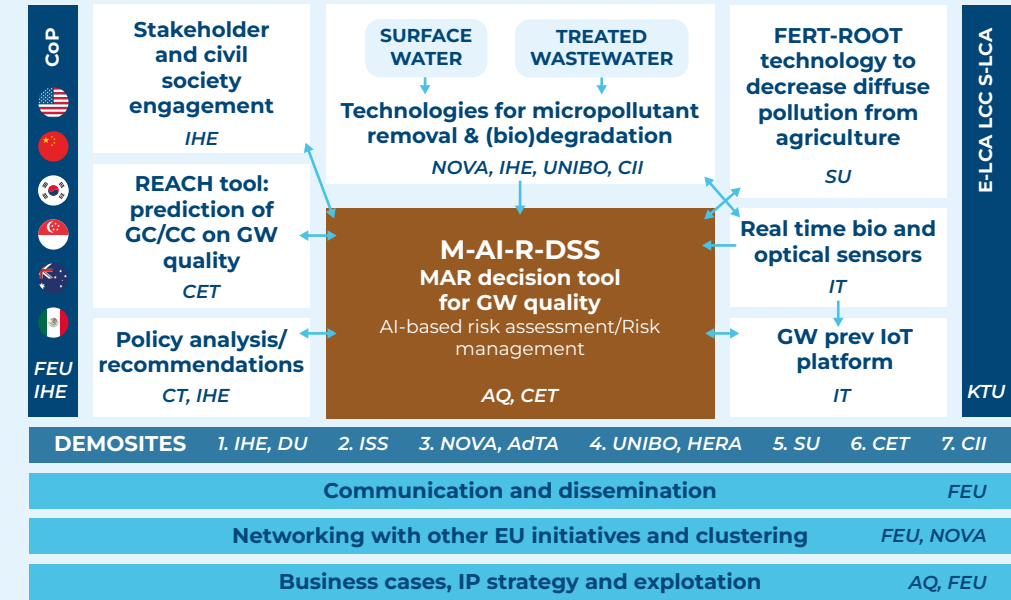 CoP
FEU
IHE
Stakeholder
and civil
society
engagement
IHE
REACH tool:
prediction of
GC/CC on GW
quality
CET
Policy analysis/
recommendations
CT, IHE
SURFACE
WATER
TREATED
WASTEWATER
Technologies for micropollutant
removal & (bio)degradation
NOVA, IHE, UNIBO, CII
M-AI-R-DSS
MAR decision tool
for GW quality
AI-based risk assessment/Risk
management
AQ, CET
FERT-ROOT
technology to
decrease diffuse
pollution from
agriculture
SU
Real time bio and
optical sensors
IT
GW prev IoT
platform
IT
E-LCA LCC S-LCA
KTU
DEMOSITES 1. IHE, DU 2. ISS 3. NOVA, AdTA 4. UNIBO, HERA 5. SU 6. CET 7. CII
Communication and dissemination FEU
Networking with other EU initiatives and clustering FEU, NOVA
Business cases, IP strategy and explotation AQ, FEU